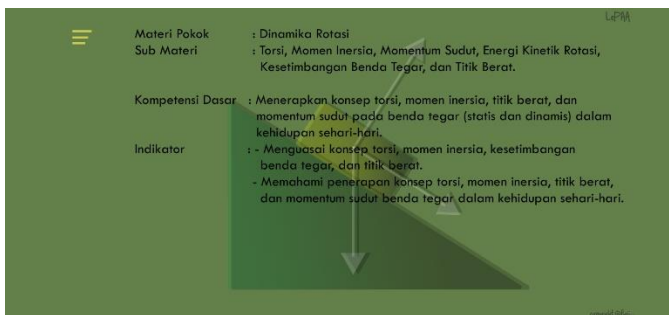 LePAA
Materi Pokok : Dinamika Rotasi
Sub Materi : Torsi, Momen Inersia, Momentum Sudut, Energi Kinetik Rotasi,
Kesetimbangan Benda Tegar, dan Titik Berat.
Kompetensi Dasar : Menerapkan konsep torsi, momen inersia, titik berat, dan
momentum sudut pada benda tegar (statis dan dinamis) dalam
kehidupan sehari-hari.
Indikator : - Menguasai konsep torsi, momen inersia, kesetimbangan
benda tegar, dan titik berat.
- Memahami penerapan konsep torsi, momen inersia, titik berat,
dan momentum sudut benda tegar dalam kehidupan sehari-hari.